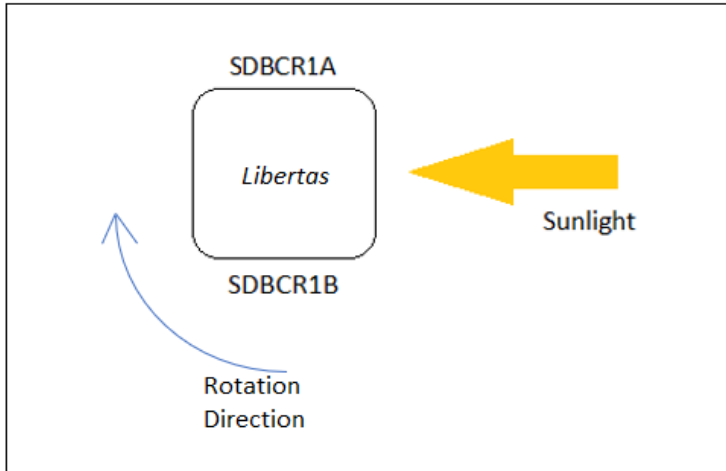 SDBCR1A
Libertas
Sunlight
SDBCR1B
Rotation
Direction